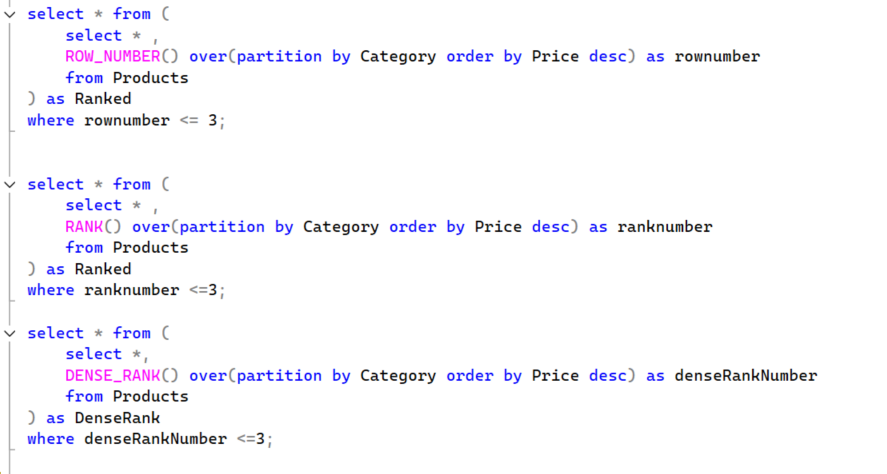 select * from (
select * ,
ROW_NUMBER() over(partition by Category order by Price desc) as rownumber
from Products
) as Ranked
where rownumber <= 3;
select * from (
select * ,
RANK() over(partition by Category order by Price desc) as ranknumber
from Products
) as Ranked
where ranknumber <=3;
select * from (
select *,
DENSE_RANK() over(partition by Category order by Price desc) as denseRankNumber
from Products
) as DenseRank
where denseRankNumber <=3;